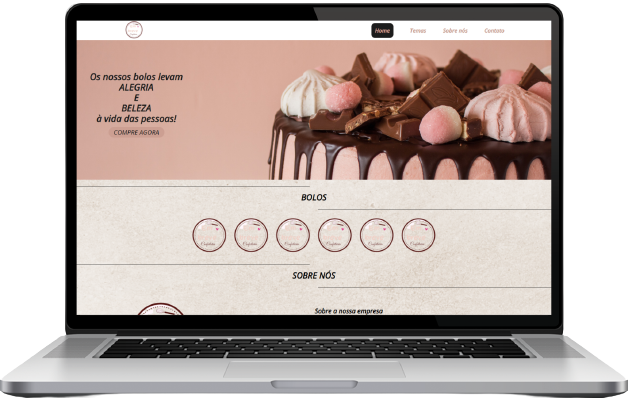 Home Temas Sobre nós Contato
Os nossos bolos levam
ALEGRIA
E
BELEZA
à vida das pessoas!
COMPRE AGORA
BOLOS
SOBRE NÓS
Sobre a nossa empresa